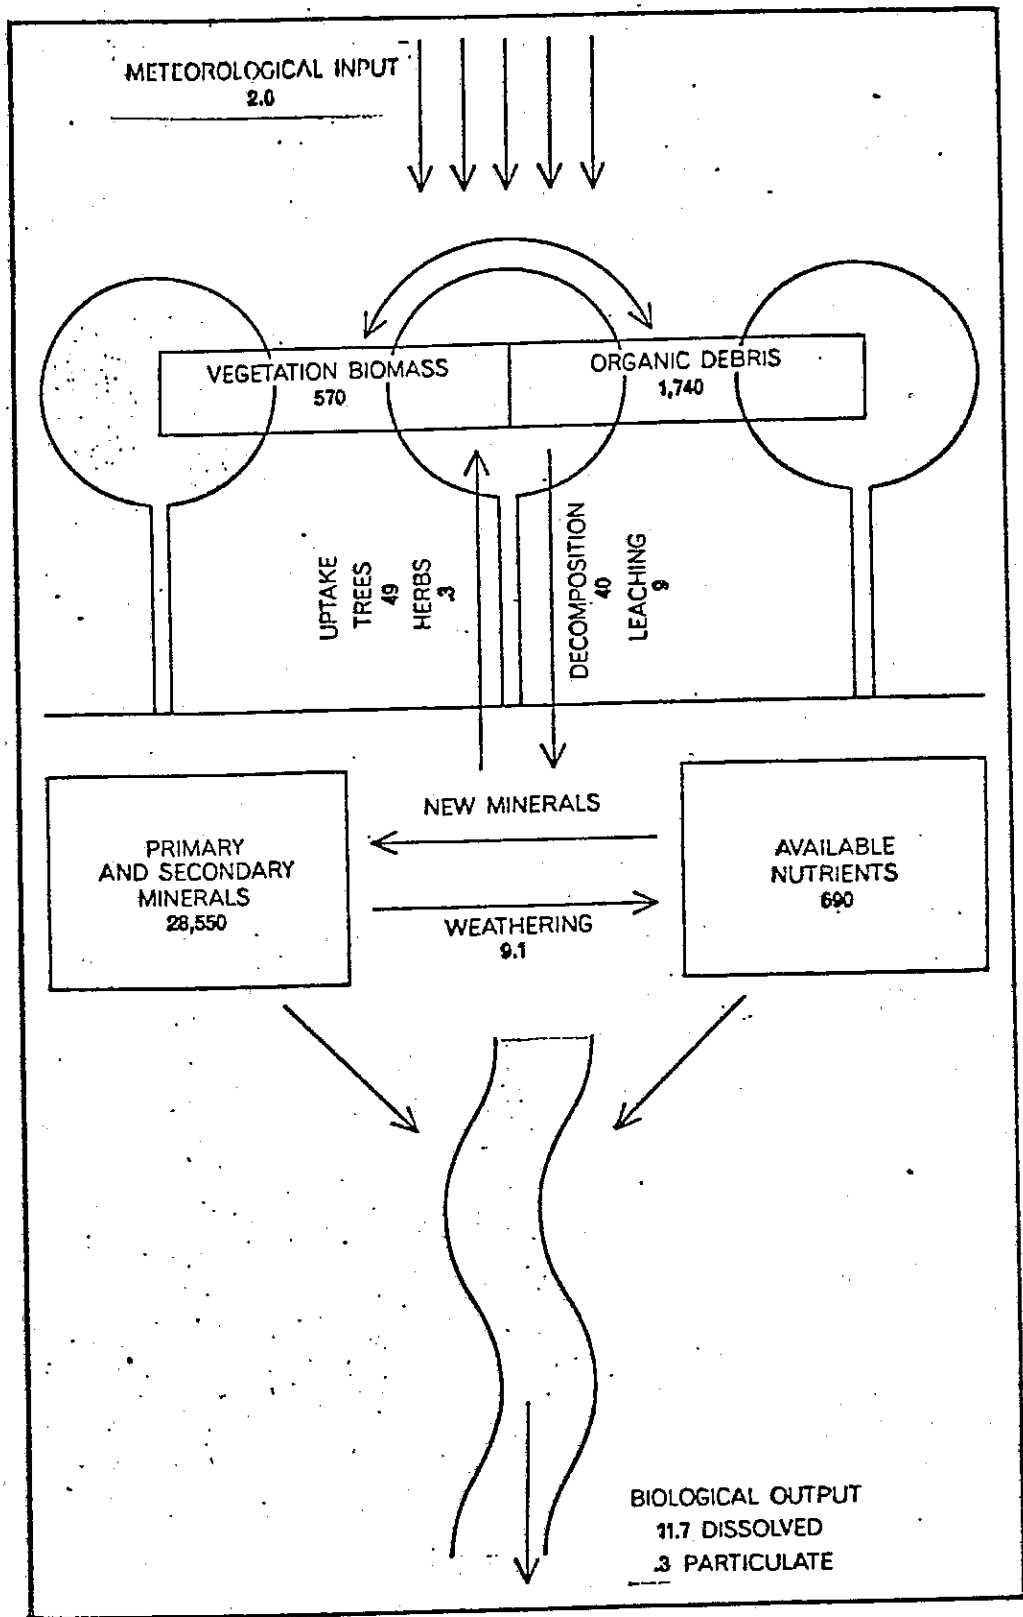 METEOROLOGICAL INPUT
2.0
VEGETATION BIOMASS
570
ORGANIC DEBRIS
1,740
UPTAKE
TREES
49
HERBS
.3
DECOMPOSITION
40
LEACHING
9
NEW MINERALS
PRIMARY
AND SECONDARY
MINERALS
28,550
WEATHERING
9.1
AVAILABLE
NUTRIENTS
690
BIOLOGICAL OUTPUT
11.7 DISSOLVED
.3 PARTICULATE